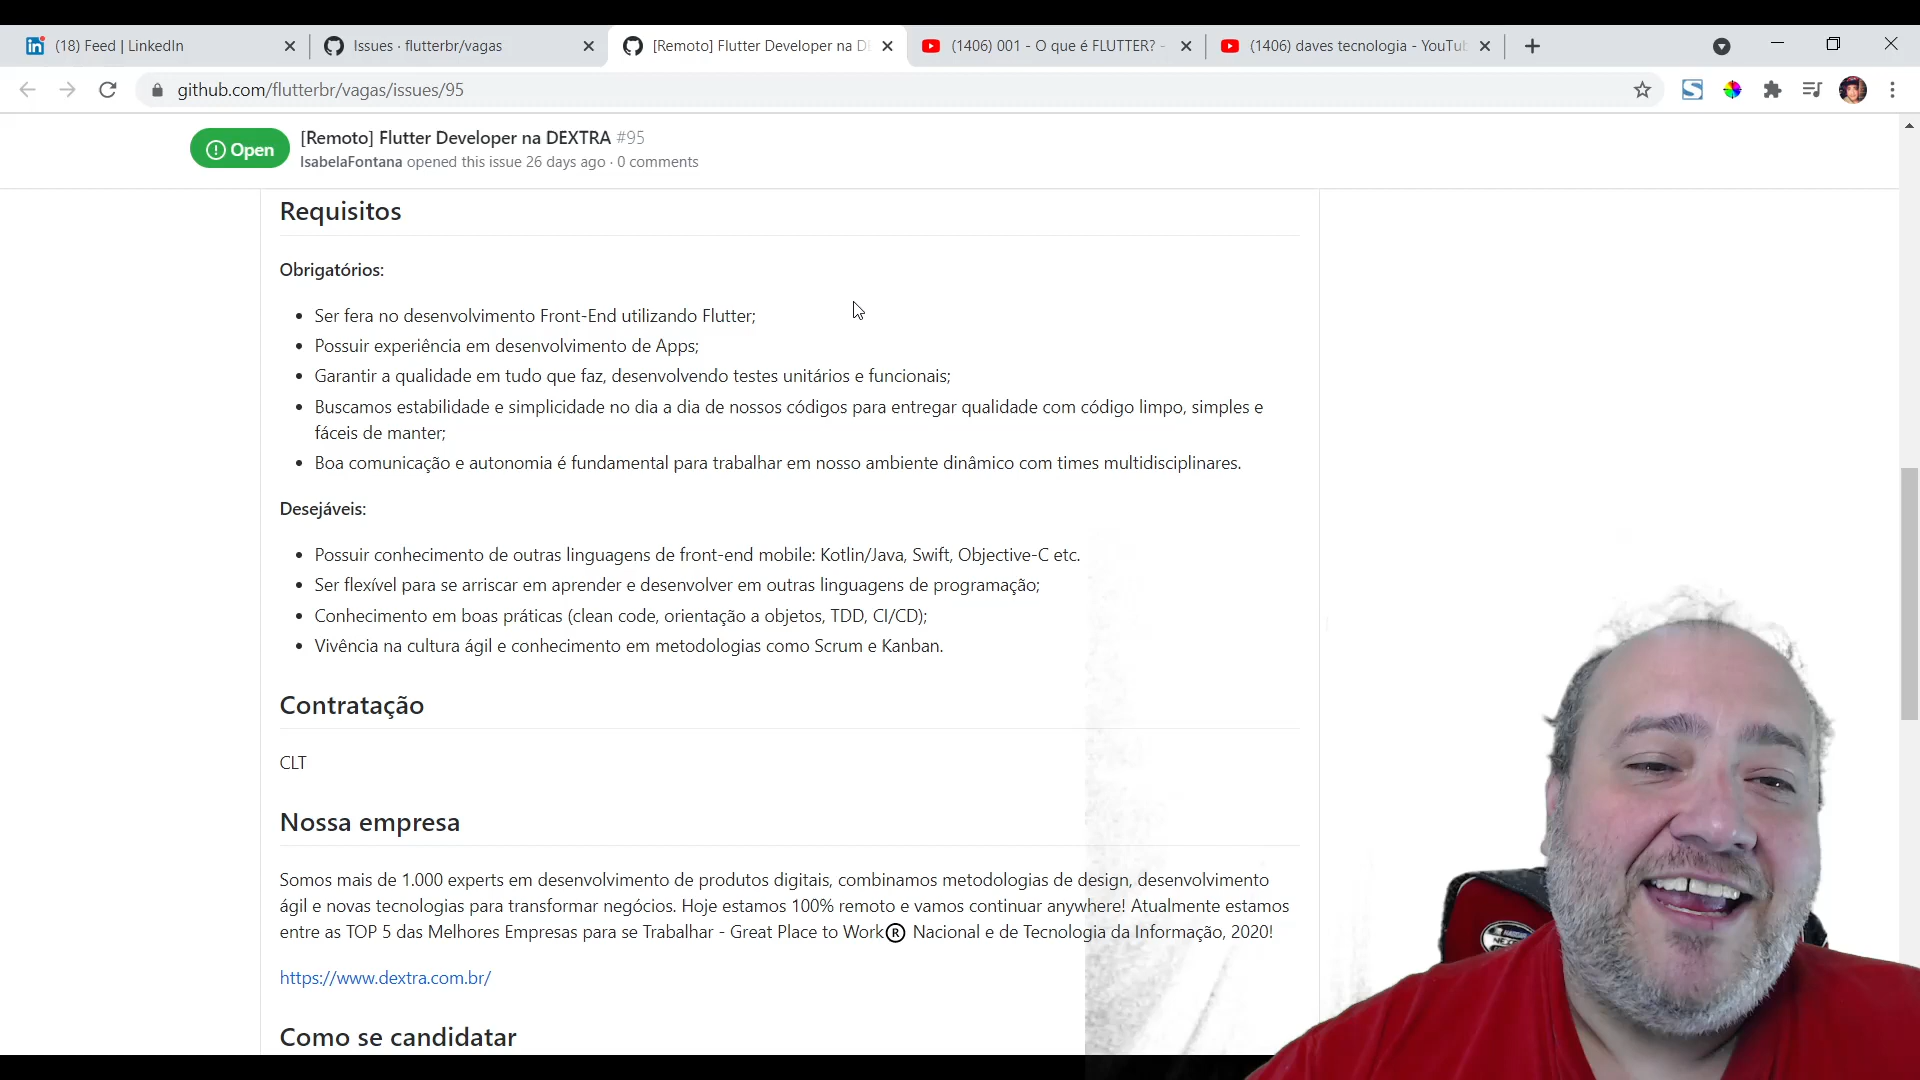 (18) Feed | LinkedIn
Issues · flutterbr/vagas
[Remoto] Flutter Developer na D
(1406) 001 - O que é FLUTTER? -
(1406) daves tecnologia - YouTu
github.com/flutterbr/vagas/issues/95
Open
[Remoto] Flutter Developer na DEXTRA #95
IsabelaFontana opened this issue 26 days ago · 0 comments
Requisitos
Obrigatórios:
• Ser fera no desenvolvimento Front-End utilizando Flutter;
• Possuir experiência em desenvolvimento de Apps;
• Garantir a qualidade em tudo que faz, desenvolvendo testes unitários e funcionais;
• Buscamos estabilidade e simplicidade no dia a dia de nossos códigos para entregar qualidade com código limpo, simples e
fáceis de manter;
• Boa comunicação e autonomia é fundamental para trabalhar em nosso ambiente dinâmico com times multidisciplinares.
Desejáveis:
• Possuir conhecimento de outras linguagens de front-end mobile: Kotlin/Java, Swift, Objective-C etc.
• Ser flexível para se arriscar em aprender e desenvolver em outras linguagens de programação;
• Conhecimento em boas práticas (clean code, orientação a objetos, TDD, CI/CD);
• Vivência na cultura ágil e conhecimento em metodologias como Scrum e Kanban.
Contratação
CLT
Nossa empresa
Somos mais de 1.000 experts em desenvolvimento de produtos digitais, combinamos metodologias de design, desenvolvimento
ágil e novas tecnologias para transformar negócios. Hoje estamos 100% remoto e vamos continuar anywhere! Atualmente estamos
entre as TOP 5 das Melhores Empresas para se Trabalhar - Great Place to Work® Nacional e de Tecnologia da Informação, 2020!
https://www.dextra.com.br/
Como se candidatar